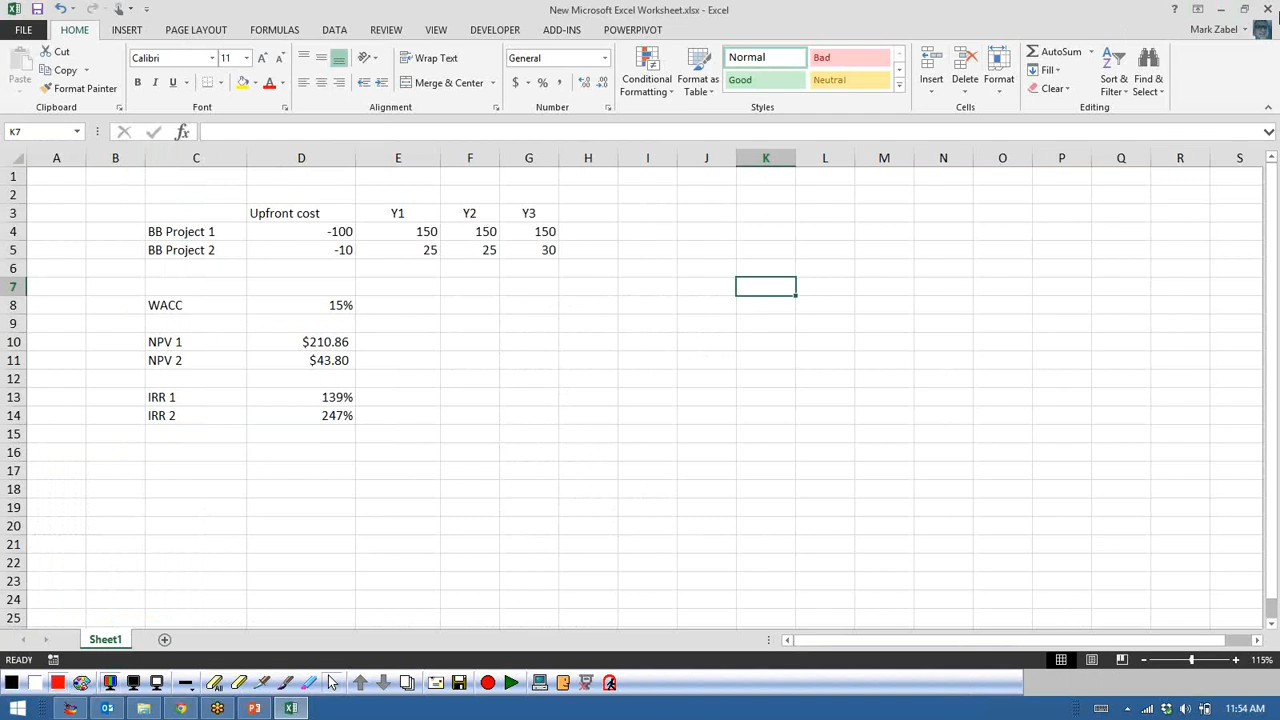 New Microsoft Excel Worksheet.xlsx - Excel
FILE HOME INSERT PAGE LAYOUT FORMULAS DATA REVIEW VIEW DEVELOPER ADD-INS POWERPIVOT Mark Zabel
Paste Cut Copy Format Painter
Clipboard
Calibri 11
B I U
Font
Wrap Text
Merge & Center
Alignment
General
$ % ,
Number
Conditional Formatting
Format as Table
Normal Bad
Good Neutral
Styles
Insert Delete Format
Cells
AutoSum
Fill
Clear
Sort & Filter
Find & Select
Editing
K7 fx
A B C D E F G H I J K L M N O P Q R S
1
2
3 Upfront cost Y1 Y2 Y3
4 BB Project 1 -100 150 150 150
5 BB Project 2 -10 25 25 30
6
7
8 WACC 15%
9
10 NPV 1 $210.86
11 NPV 2 $43.80
12
13 IRR 1 139%
14 IRR 2 247%
15
16
17
18
19
20
21
22
23
24
25
Sheet1
READY 115%
11:54 AM